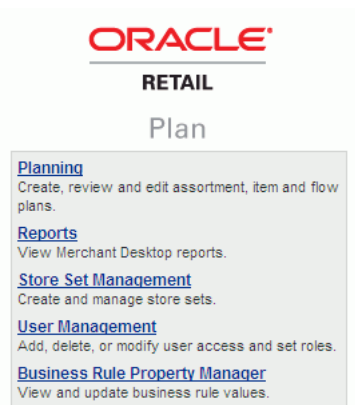 ORACLE
RETAIL
Plan
Planning
Create, review and edit assortment, item and flow
plans.
Reports
View Merchant Desktop reports.
Store Set Management
Create and manage store sets.
User Management
Add, delete, or modify user access and set roles.
Business Rule Property Manager
View and update business rule values.